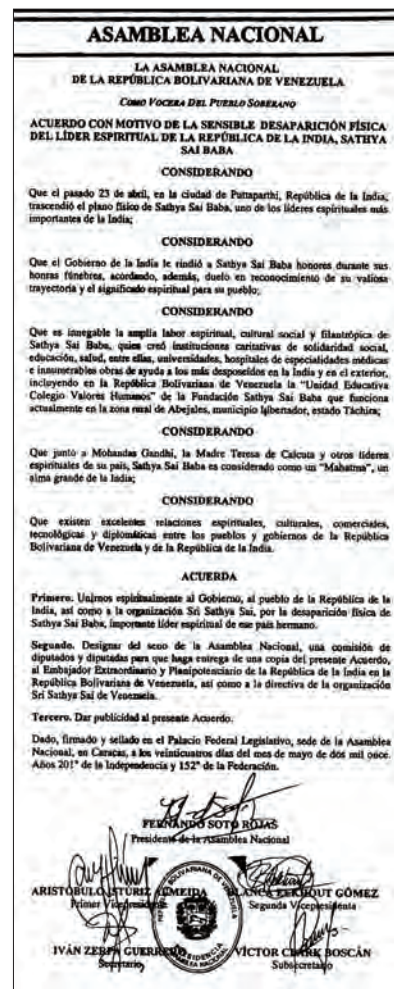 ASAMBLEA NACIONAL
LA ASAMBLEA NACIONAL
DE LA REPÚBLICA BOLIVARIANA DE VENEZUELA
COMO VOCERA DEL PUEBLO SOBERANO
ACUERDO CON MOTIVO DE LA SENSIBLE DESAPARICIÓN FÍSICA
DEL LÍDER ESPIRITUAL DE LA REPÚBLICA DE LA INDIA, SATHYA
SAI BABA
CONSIDERANDO
Que el pasado 23 de abril, en la ciudad de Puttaparthi, República de la India,
trascendió el plano físico de Sathya Sai Baba, uno de los líderes espirituales más
importantes de la India;
CONSIDERANDO
Que el Gobierno de la India le rindió a Sathya Sai Baba honores durante sus
honras fúnebres, acordando, además, duelo en reconocimiento de su valiosa
trayectoria y el significado espiritual para su pueblo;
CONSIDERANDO
Que es innegable la amplia labor espiritual, cultural social y filantrópica de
Sathya Sai Baba, quien creó instituciones caritativas de solidaridad social,
educación, salud, entre ellas, universidades, hospitales de especialidades médicas
e innumerables obras de ayuda a los más desposeídos en la India y en el exterior,
incluyendo en la República Bolivariana de Venezuela la "Unidad Educativa
Colegio Valores Humanos" de la Fundación Sathya Sai Baba que funciona
actualmente en la zona rural de Abejales, municipio Libertador, estado Táchira;
CONSIDERANDO
Que junto a Mohandas Gandhi, la Madre Teresa de Calcuta y otros líderes
espirituales de su país, Sathya Sai Baba es considerado como un "Mahatma", un
alma grande de la India;
CONSIDERANDO
Que existen excelentes relaciones espirituales, culturales, comerciales,
tecnológicas y diplomáticas entre los pueblos y gobiernos de la República
Bolivariana de Venezuela y de la República de la India.
ACUERDA
Primero. Unirnos espiritualmente al Gobierno, al pueblo de la República de la
India, así como a la organización Sri Sathya Sai, por la desaparición física de
Sathya Sai Baba, importante líder espiritual de ese país hermano.
Segundo. Designar del seno de la Asamblea Nacional, una comisión de
diputados y diputadas para que haga entrega de una copia del presente Acuerdo,
al Embajador Extraordinario y Plenipotenciario de la República de la India en la
República Bolivariana de Venezuela, así como a la directiva de la organización
Sri Sathya Sai de Venezuela.
Tercero. Dar publicidad al presente Acuerdo.
Dado, firmado y sellado en el Palacio Federal Legislativo, sede de la Asamblea
Nacional, en Caracas, a los veinticuatro días del mes de mayo de dos mil once.
Años 201° de la Independencia y 152° de la Federación.
FERNANDO SOTO ROJAS
Presidente de la Asamblea Nacional
ARISTÓBULO ISTÚRIZ ALMEIDA BLANCA EEKHOUT GÓMEZ
Primer Vicepresidente Segunda Vicepresidenta
IVÁN ZERPA GUERRERO VÍCTOR CLARK BOSCÁN
Secretario Subsecretario
REPÚBLICA BOLIVARIANA DE VENEZUELA
PRESIDENCIA
ASAMBLEA NACIONAL